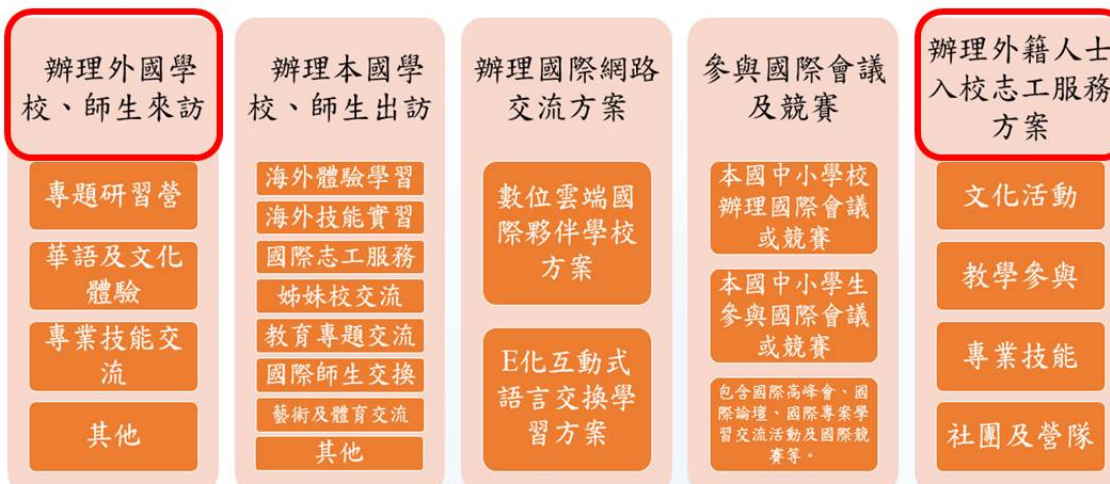 辦理外國學
校、師生來訪
專題研習營
華語及文化
體驗
專業技能交
流
其他
辦理本國學
校、師生出訪
海外體驗學習
海外技能實習
國際志工服務
姊妹校交流
教育專題交流
國際師生交換
藝術及體育交流
其他
辦理國際網路
交流方案
數位雲端國
際夥伴學校
方案
E化互動式
語言交換學
習方案
參與國際會議
及競賽
本國中小學校
辦理國際會議
或競賽
本國中小學生
參與國際會議
或競賽
包含國際高峰會、國
際論壇、國際專案學
習交流活動及國際競
賽等。
辦理外籍人士
入校志工服務
方案
文化活動
教學參與
專業技能
社團及營隊